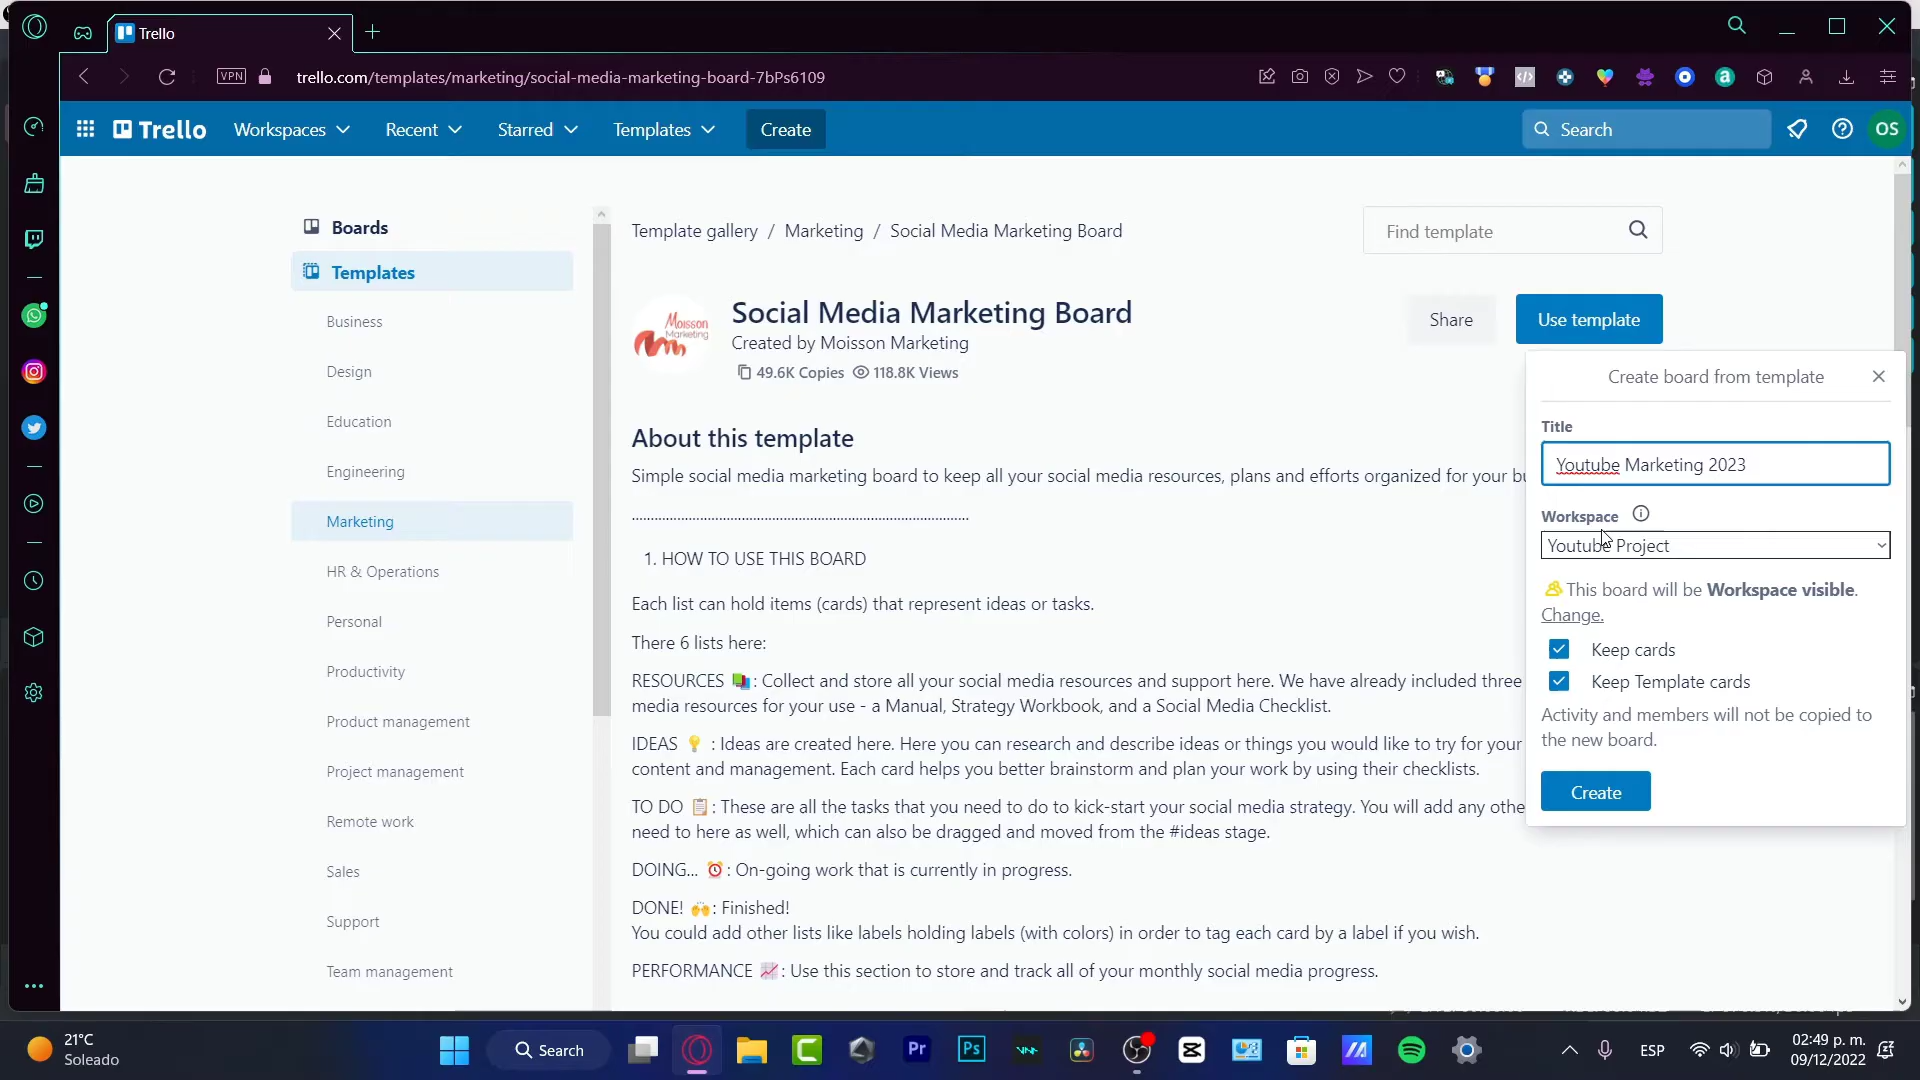 Trello
VPN
trello.com/templates/marketing/social-media-marketing-board-7bPs6109
Trello
Workspaces
Recent
Starred
Templates
Create
Search
OS
Boards
Templates
Business
Design
Education
Engineering
Marketing
HR & Operations
Personal
Productivity
Product management
Project management
Remote work
Sales
Support
Team management
Template gallery / Marketing / Social Media Marketing Board
Find template
Moisson
Marketing
Social Media Marketing Board
Created by Moisson Marketing
49.6K Copies 118.8K Views
Share
Use template
About this template
Simple social media marketing board to keep all your social media resources, plans and efforts organized for your bu
1. HOW TO USE THIS BOARD
Each list can hold items (cards) that represent ideas or tasks.
There 6 lists here:
RESOURCES 📚: Collect and store all your social media resources and support here. We have already included three
media resources for your use - a Manual, Strategy Workbook, and a Social Media Checklist.
IDEAS 💡 : Ideas are created here. Here you can research and describe ideas or things you would like to try for your
content and management. Each card helps you better brainstorm and plan your work by using their checklists.
TO DO 📋: These are all the tasks that you need to do to kick-start your social media strategy. You will add any othe
need to here as well, which can also be dragged and moved from the #ideas stage.
DOING... ⏰: On-going work that is currently in progress.
DONE! 🙌: Finished!
You could add other lists like labels holding labels (with colors) in order to tag each card by a label if you wish.
PERFORMANCE 📈: Use this section to store and track all of your monthly social media progress.
Create board from template
Title
Youtube Marketing 2023
Workspace
Youtube Project
This board will be Workspace visible.
Change.
Keep cards
Keep Template cards
Activity and members will not be copied to
the new board.
Create
21°C
Soleado
Search
Pr
Ps
ESP
02:49 p. m.
09/12/2022